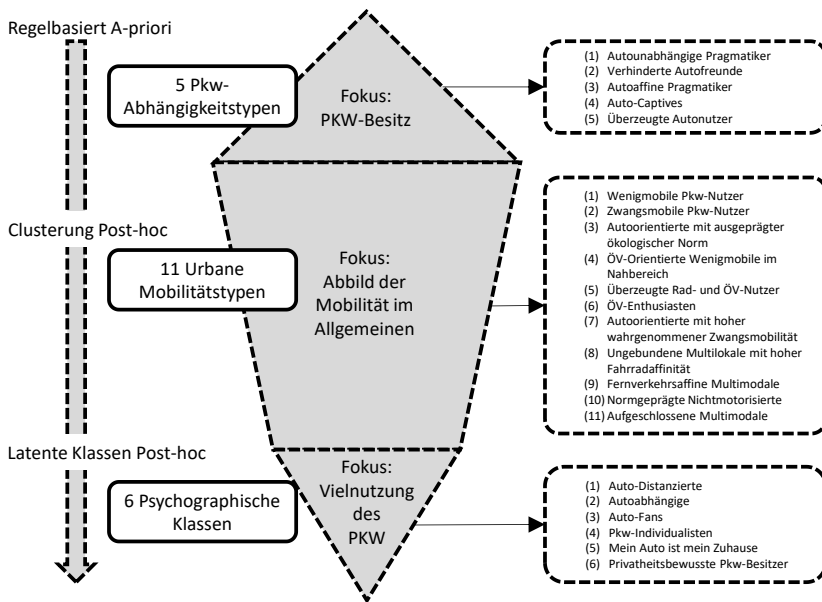 Regelbasiert A-priori
5 Pkw-
Abhängigkeitstypen
Fokus:
PKW-Besitz
(1) Autounabhängige Pragmatiker
(2) Verhinderte Autofreunde
(3) Autoaffine Pragmatiker
(4) Auto-Captives
(5) Überzeugte Autonutzer
Clusterung Post-hoc
11 Urbane
Mobilitätstypen
Fokus:
Abbild der
Mobilität im
Allgemeinen
(1) Wenigmobile Pkw-Nutzer
(2) Zwangsmobile Pkw-Nutzer
(3) Autoorientierte mit ausgeprägter
ökologischer Norm
(4) ÖV-Orientierte Wenigmobile im
Nahbereich
(5) Überzeugte Rad- und ÖV-Nutzer
(6) ÖV-Enthusiasten
(7) Autoorientierte mit hoher
wahrgenommener Zwangsmobilität
(8) Ungebundene Multilokale mit hoher
Fahrradaffinität
(9) Fernverkehrsaffine Multimodale
(10) Normgeprägte Nichtmotorisierte
(11) Aufgeschlossene Multimodale
Latente Klassen Post-hoc
6 Psychographische
Klassen
Fokus:
Vielnutzung
des
PKW
(1) Auto-Distanzierte
(2) Autoabhängige
(3) Auto-Fans
(4) Pkw-Individualisten
(5) Mein Auto ist mein Zuhause
(6) Privatheitsbewusste Pkw-Besitzer